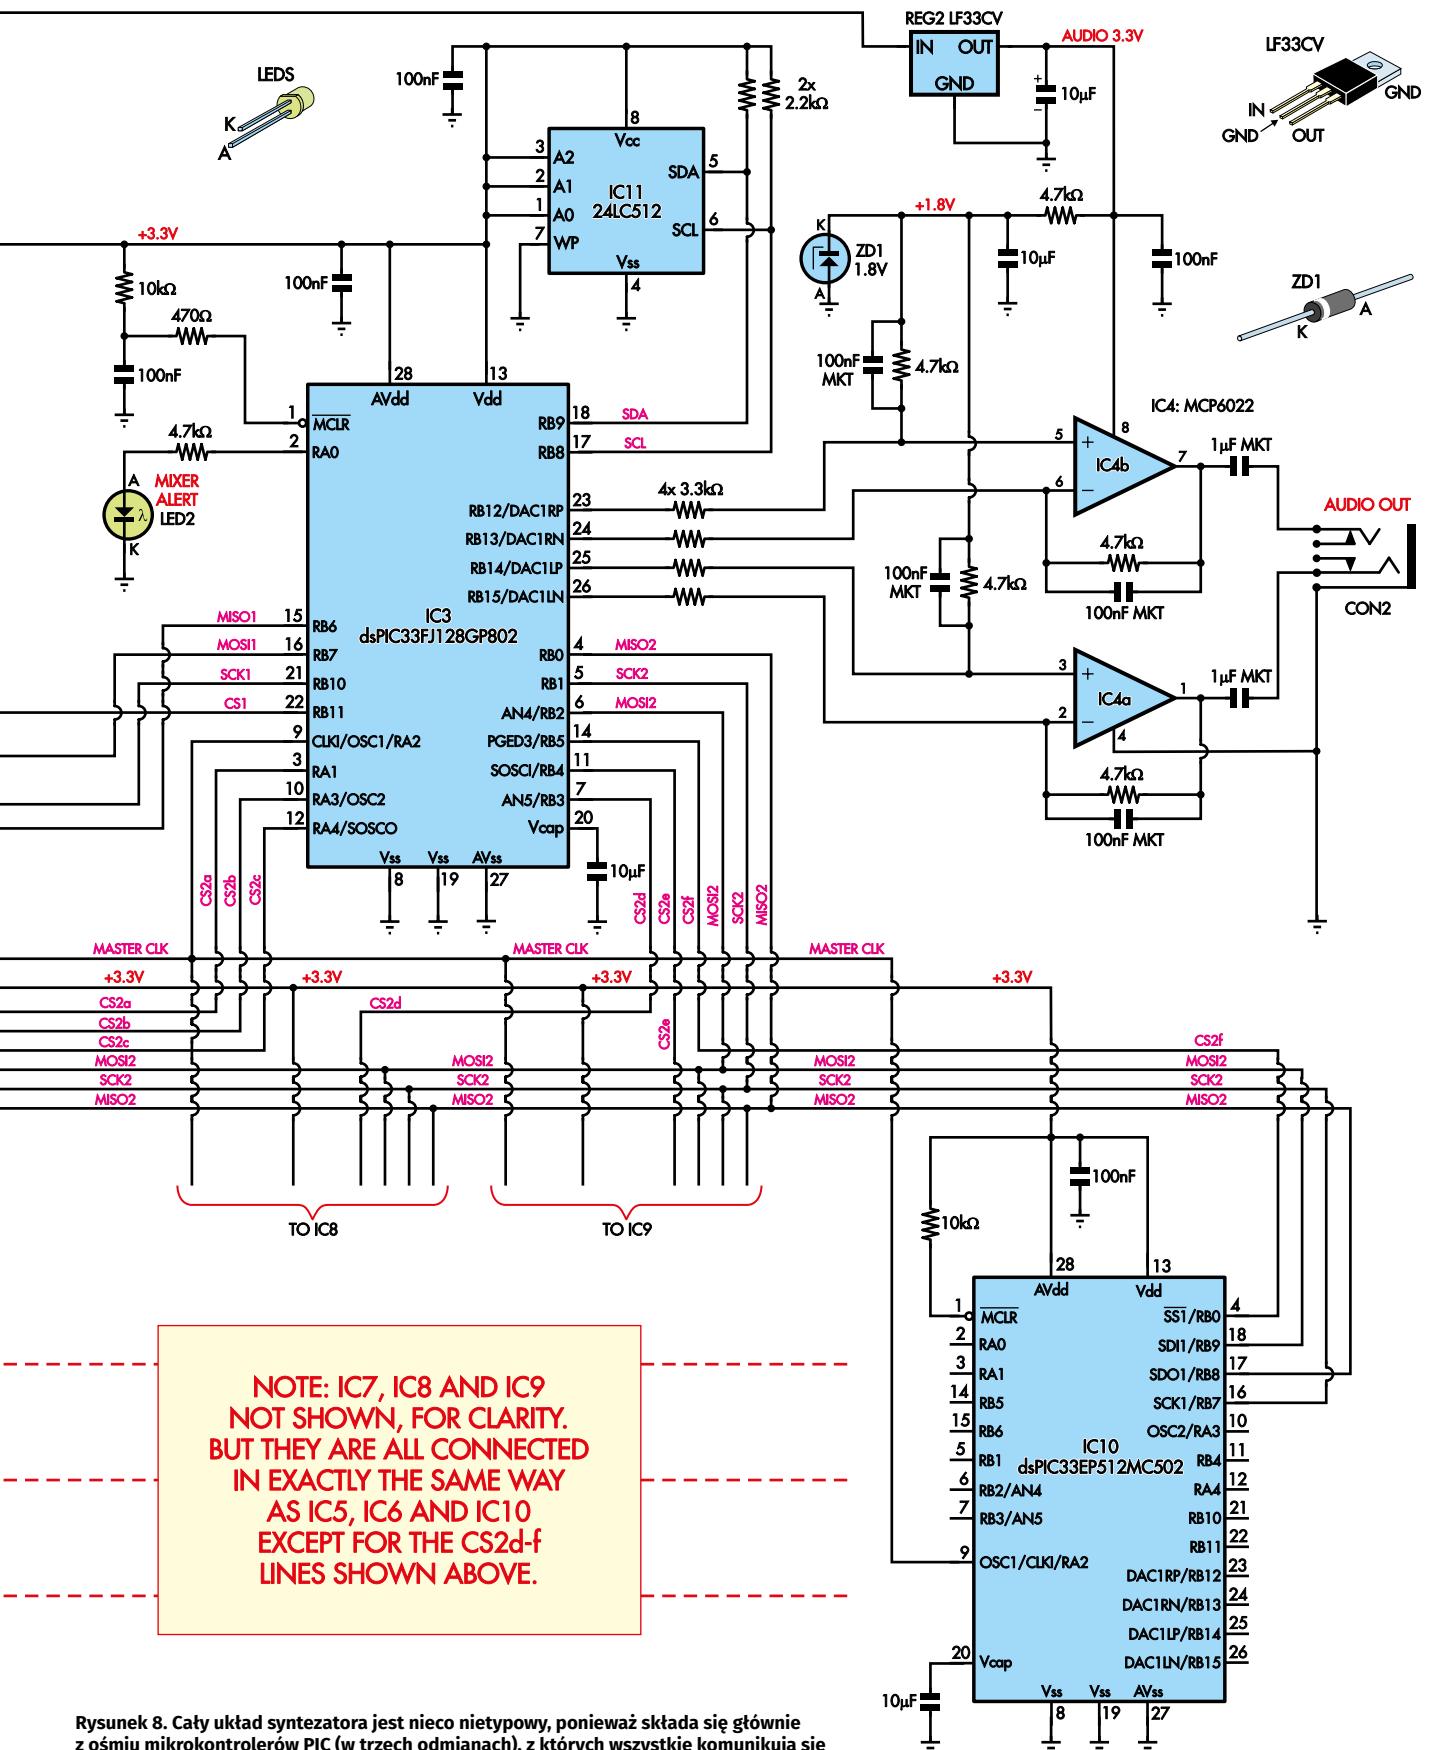 REG2 LF33CV
IN OUT
GND
AUDIO 3.3V
+
10µF
–
LF33CV
IN
GND
OUT
GND
LEDS
K
A
100nF
2x
2.2kΩ
8
Vcc
3 A2
2 A1
1 A0
7 WP
IC11
24LC512
SDA 5
SCL 6
Vss
4
+3.3V
10kΩ
470Ω
100nF
100nF
4.7kΩ
+1.8V
4.7kΩ
K
ZD1
1.8V
A
10µF
100nF
ZD1
K
A
100nF
MKT
4.7kΩ
100nF
MKT
4.7kΩ
A
MIXER
ALERT
LED2
λ
K
28
AVdd
13
Vdd
1 MCLR
2 RA0
RB9 18 SDA
RB8 17 SCL
4x 3.3kΩ
RB12/DAC1RP 23
RB13/DAC1RN 24
RB14/DAC1LP 25
RB15/DAC1LN 26
IC3
dsPIC33FJ128GP802
MISO1 15 RB6
MOSI1 16 RB7
SCK1 21 RB10
CS1 22 RB11
9 CLKI/OSC1/RA2
3 RA1
10 RA3/OSC2
12 RA4/SOSCO
RB0 4 MISO2
RB1 5 SCK2
AN4/RB2 6 MOSI2
PGED3/RB5 14
SOSCI/RB4 11
AN5/RB3 7
Vcap 20
10µF
Vss
8
Vss
19
AVss
27
IC4: MCP6022
5 +
6 –
IC4b
8
7
1µF MKT
4.7kΩ
100nF MKT
3 +
2 –
IC4a
4
1
1µF MKT
4.7kΩ
100nF MKT
AUDIO OUT
CON2
CS2a
CS2b
CS2c
CS2d
CS2e
CS2f
MOSI2
SCK2
MISO2
MASTER CLK MASTER CLK MASTER CLK
+3.3V +3.3V +3.3V +3.3V
CS2a CS2d
CS2b
CS2c
CS2e
CS2f
MOSI2 MOSI2 MOSI2 MOSI2
SCK2 SCK2 SCK2 SCK2
MISO2 MISO2 MISO2 MISO2
TO IC8
TO IC9
100nF
10kΩ
28
AVdd
13
Vdd
1 MCLR
2 RA0
3 RA1
14 RB5
15 RB6
5 RB1
6 RB2/AN4
7 RB3/AN5
9 OSC1/CLKI/RA2
20 Vcap
10µF
IC10
dsPIC33EP512MC502
SS1/RB0 4
SDI1/RB9 18
SDO1/RB8 17
SCK1/RB7 16
OSC2/RA3 10
RB4 11
RA4 12
RB10 21
RB11 22
DAC1RP/RB12 23
DAC1RN/RB13 24
DAC1LP/RB14 25
DAC1LN/RB15 26
Vss
8
Vss
19
AVss
27
NOTE: IC7, IC8 AND IC9
NOT SHOWN, FOR CLARITY.
BUT THEY ARE ALL CONNECTED
IN EXACTLY THE SAME WAY
AS IC5, IC6 AND IC10
EXCEPT FOR THE CS2d-f
LINES SHOWN ABOVE.
Rysunek 8. Cały układ syntezatora jest nieco nietypowy, ponieważ składa się głównie
z ośmiu mikrokontrolerów PIC (w trzech odmianach), z których wszystkie komunikują się